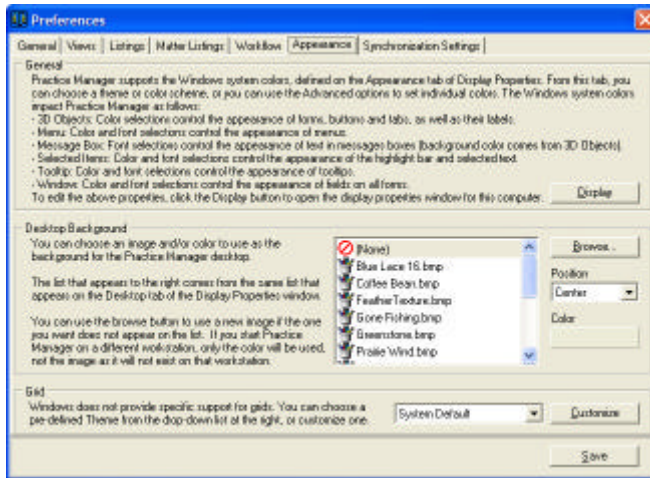 Preferences
General | Views | Listings | Matter Listings | Workflow | Appearance | Synchronization Settings
General
Practice Manager supports the Windows system colors, defined on the Appearance tab of Display Properties. From this tab, you
can choose a theme or color scheme, or you can use the Advanced options to set individual colors. The Windows system colors
impact Practice Manager as follows:
- 3D Objects: Color selections control the appearance of forms, buttons and tabs, as well as their labels.
- Menu: Color and font selections control the appearance of menus.
- Message Box: Font selections control the appearance of text in messages boxes (background color comes from 3D Objects).
- Selected Items: Color and font selections control the appearance of the highlight bar and selected text.
- Tooltip: Color and font selections control the appearance of tooltips.
- Window: Color and font selections control the appearance of fields on all forms.
To edit the above properties, click the Display button to open the display properties window for this computer.
Display
Desktop Background
You can choose an image and/or color to use as the
background for the Practice Manager desktop.
The list that appears to the right comes from the same list that
appears on the Desktop tab of the Display Properties window.
You can use the browse button to use a new image if the one
you want does not appear on the list. If you start Practice
Manager on a different workstation, only the color will be used,
not the image as it will not exist on that workstation.
(None)
Blue Lace 16.bmp
Coffee Bean.bmp
FeatherTexture.bmp
Gone Fishing.bmp
Greenstone.bmp
Prairie Wind.bmp
Browse...
Position
Center
Color
Grid
Windows does not provide specific support for grids. You can choose a
pre-defined Theme from the drop-down list at the right, or customize one.
System Default
Customize
Save